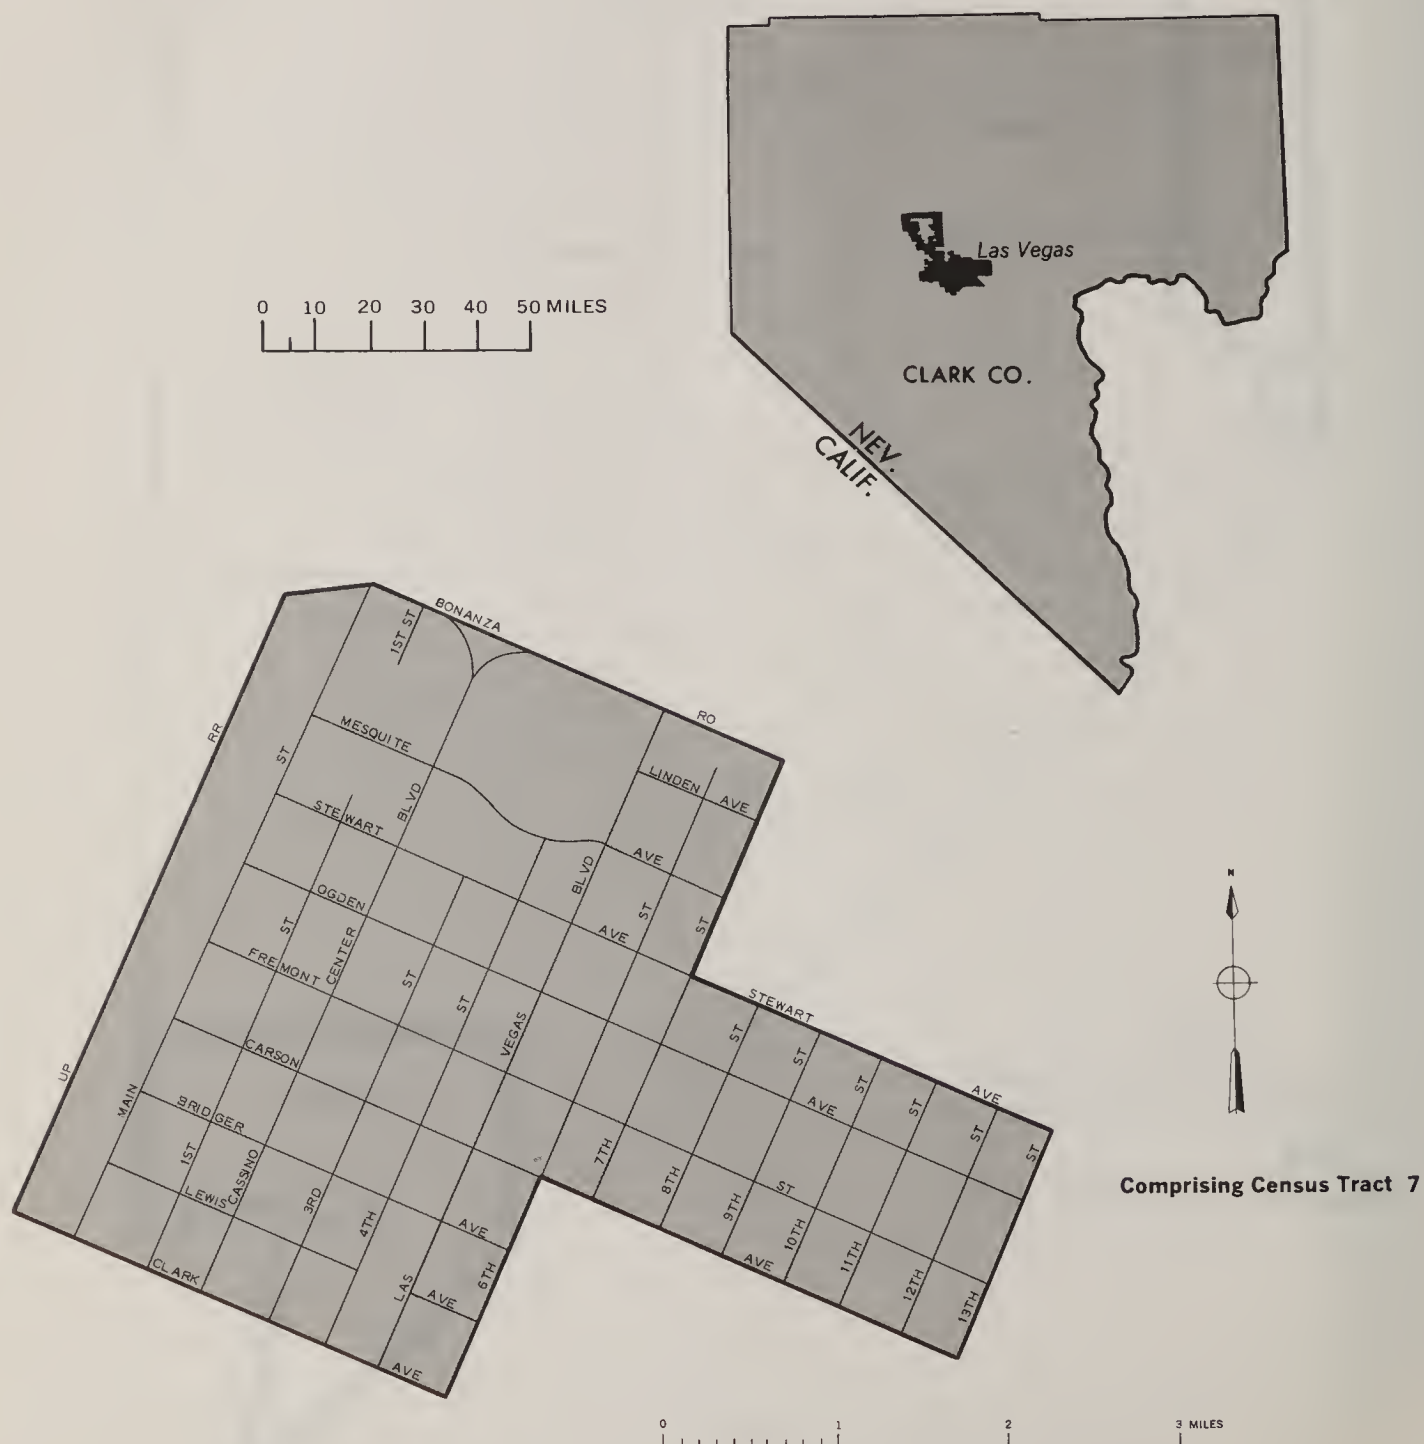 Las Vegas
0 10 20 30 40 50 MILES
CLARK CO.
NEV.
CALIF.
BONANZA
RO
1ST ST
RR
ST
MESQUITE
BLVD
LINDEN
AVE
STEWART
AVE
BLVD
OGDEN
ST
ST
ST
AVE
N
CENTER
FREMONT
ST
ST
STEWART
AVE
ST
ST
ST
ST
ST
ST
VEGAS
CARSON
AVE
UP
MAIN
BRIDGER
1ST
CASSINO
LEWIS
3RD
4TH
7TH
8TH
9TH
ST
10TH
11TH
12TH
13TH
Comprising Census Tract 7
AVE
6TH
AVE
CLARK
LAS
AVE
AVE
0 1 2 3 MILES